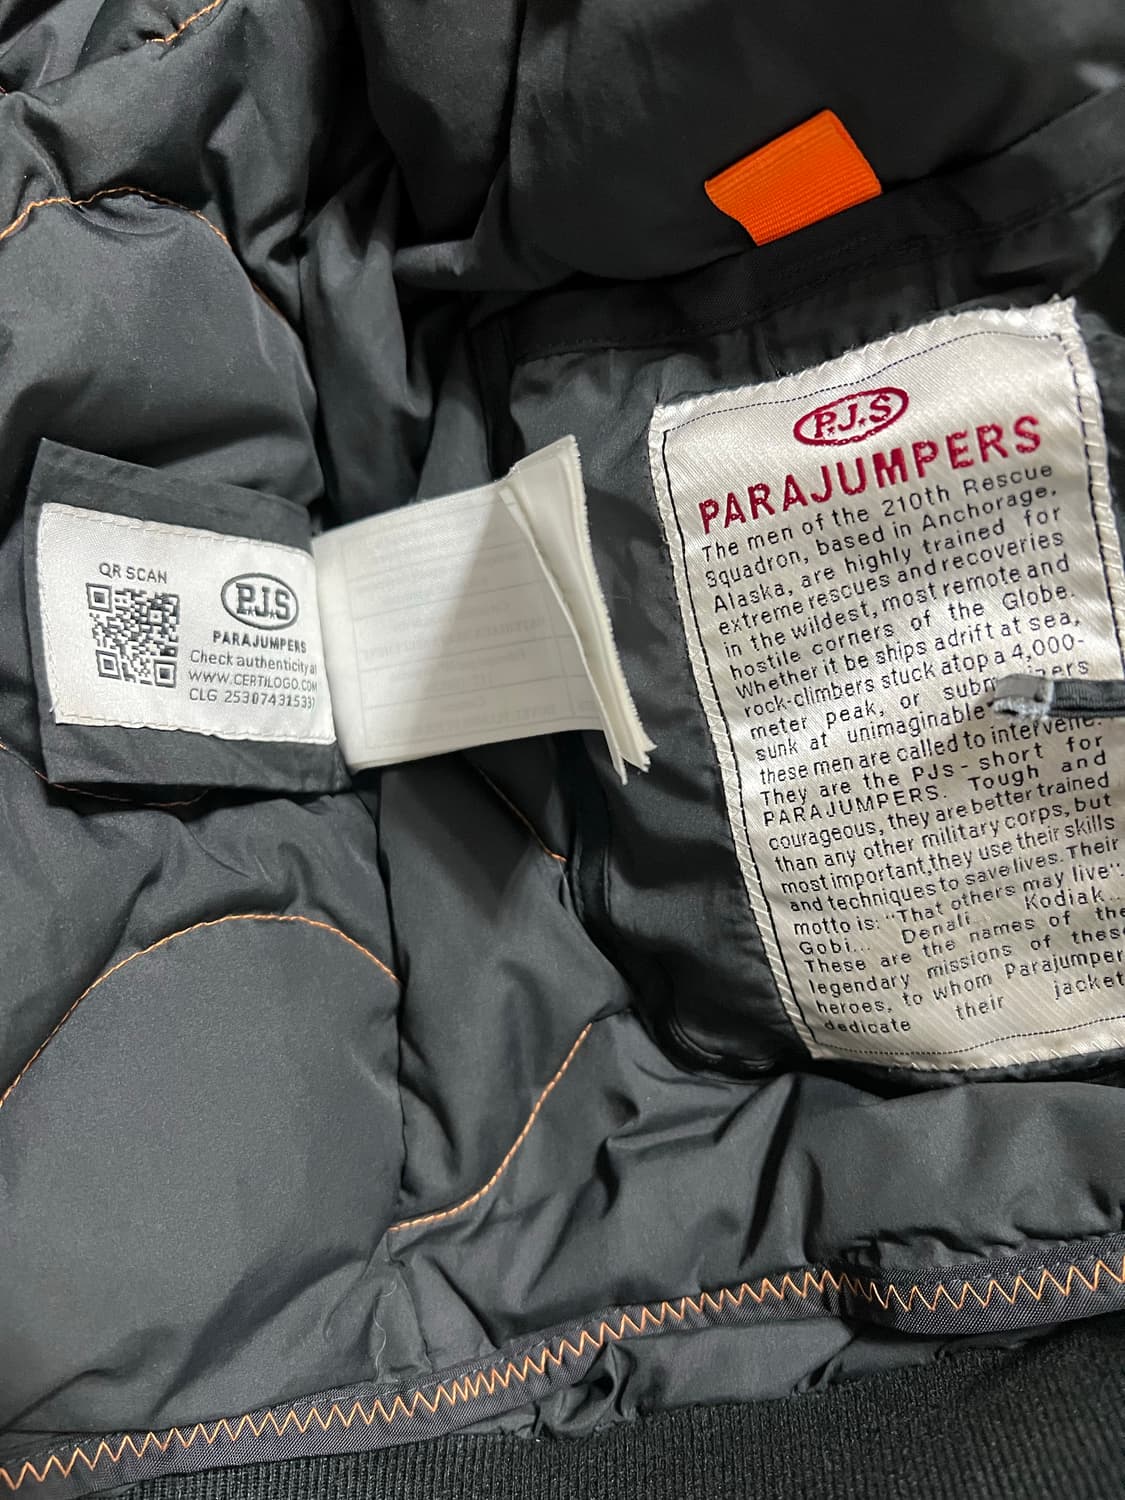 QR SCAN
P.J.S
PARAJUMPERS
Check authenticity at
WWW.CERTILOGO.COM
CLG 25307431533
P.J.S
PARAJUMPERS
The men of the 210th Rescue
Squadron, based in Anchorage,
Alaska, are highly trained for
extreme rescues and recoveries
in the wildest, most remote and
hostile corners of the Globe.
Whether it be ships adrift at sea,
rock-climbers stuck atop a 4,000-
meter peak, or
sunk at unimaginable
these men are called to intervene.
They are the PJs - short for
PARAJUMPERS. Tough and
courageous, they are better trained
than any other military corps, but
most important, they use their skills
and techniques to save lives. Their
motto is: "That others may live".
Gobi... Denali... Kodiak...
These are the names of the
legendary missions of these
heroes, to whom Parajumpers
dedicate their jackets